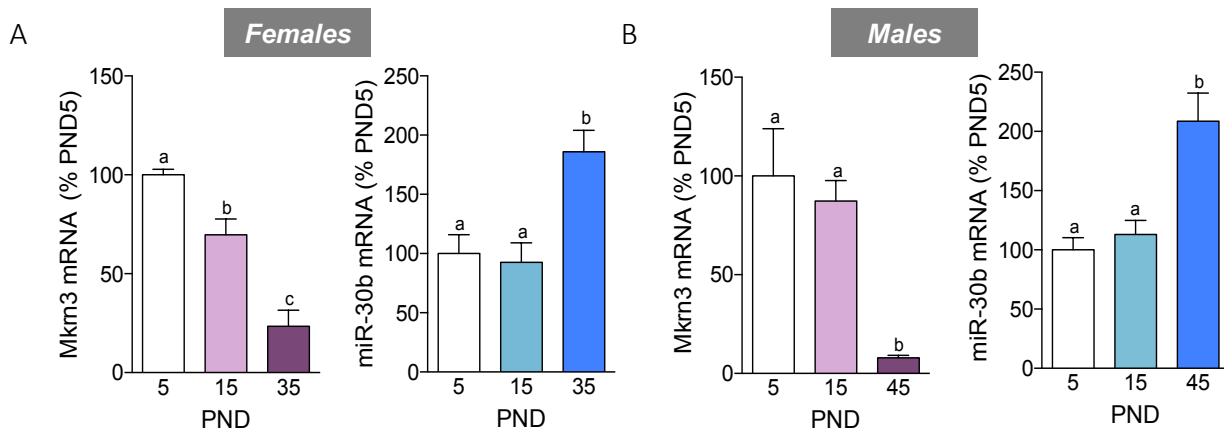 A
Females
B
Males
Mkrn3 mRNA (% PND5)
150
100
50
0
a
b
c
5 15 35
PND
miR-30b mRNA (% PND5)
250
200
150
100
50
0
a
a
b
5 15 35
PND
Mkrn3 mRNA (% PND5)
150
100
50
0
a
a
b
5 15 45
PND
miR-30b mRNA (% PND5)
250
200
150
100
50
0
a
a
b
5 15 45
PND